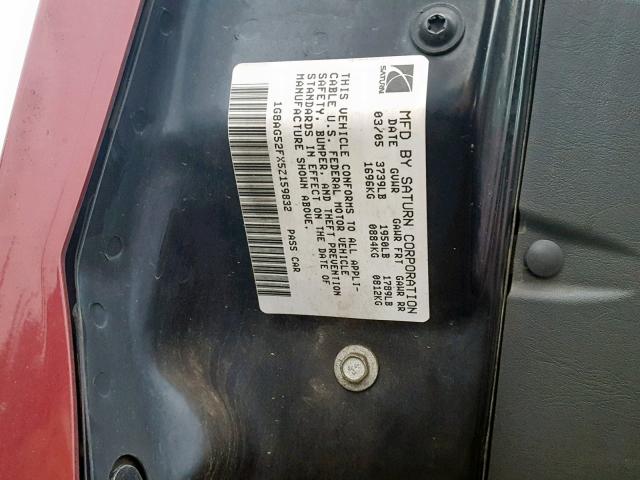 SATURN
MFD BY SATURN CORPORATION
DATE GVWR GAWR FRT GAWR RR
03/05 3739LB 1950LB 1789LB
1696KG 0884KG 0812KG
THIS VEHICLE CONFORMS TO ALL APPLI-
CABLE U.S. FEDERAL MOTOR VEHICLE
SAFETY, BUMPER, AND THEFT PREVENTION
STANDARDS IN EFFECT ON THE DATE OF
MANUFACTURE SHOWN ABOVE.
1G8AG52FX5Z159832 PASS CAR